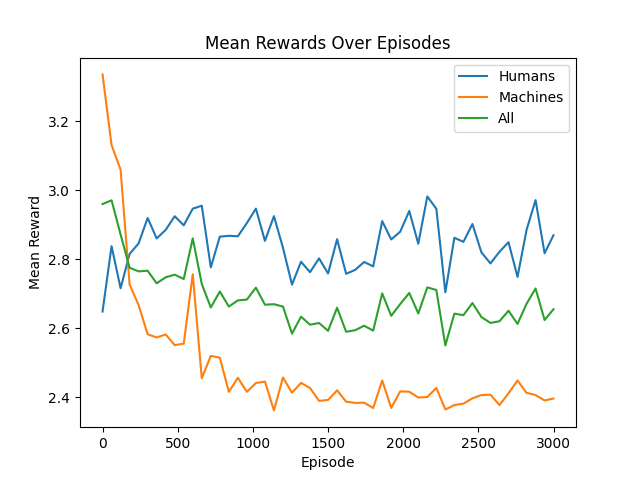 Mean Rewards Over Episodes
Humans
Machines
All
Mean Reward
3.2
3.0
2.8
2.6
2.4
0 500 1000 1500 2000 2500 3000
Episode